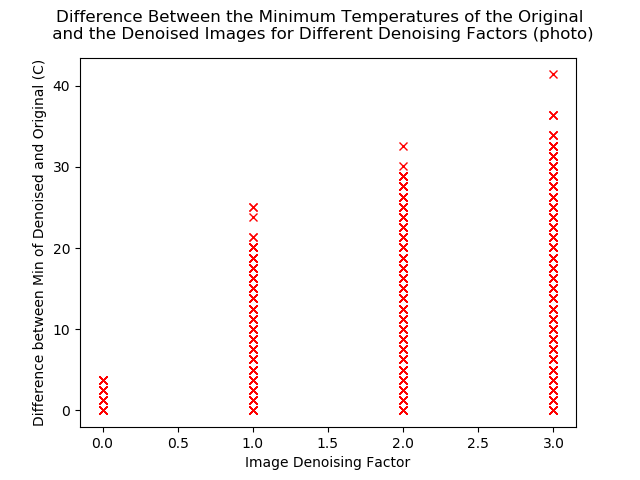 Difference Between the Minimum Temperatures of the Original
and the Denoised Images for Different Denoising Factors (photo)
Difference between Min of Denoised and Original (C)
40
30
20
10
0
0.0 0.5 1.0 1.5 2.0 2.5 3.0
Image Denoising Factor